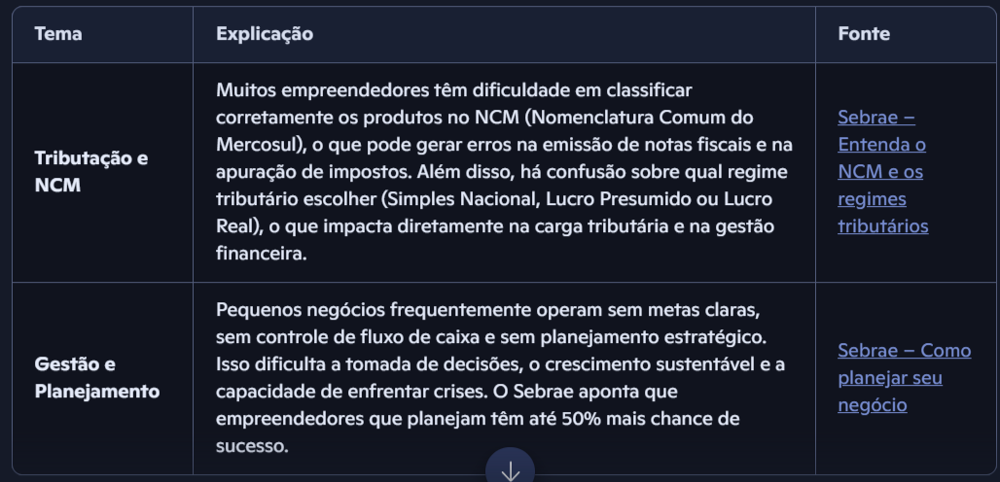 Tema
Explicação
Fonte
Tributação e
NCM
Muitos empreendedores têm dificuldade em classificar
corretamente os produtos no NCM (Nomenclatura Comum do
Mercosul), o que pode gerar erros na emissão de notas fiscais e na
apuração de impostos. Além disso, há confusão sobre qual regime
tributário escolher (Simples Nacional, Lucro Presumido ou Lucro
Real), o que impacta diretamente na carga tributária e na gestão
financeira.
Sebrae –
Entenda o
NCM e os
regimes
tributários
Gestão e
Planejamento
Pequenos negócios frequentemente operam sem metas claras,
sem controle de fluxo de caixa e sem planejamento estratégico.
Isso dificulta a tomada de decisões, o crescimento sustentável e a
capacidade de enfrentar crises. O Sebrae aponta que
empreendedores que planejam têm até 50% mais chance de
sucesso.
Sebrae – Como
planejar seu
negócio